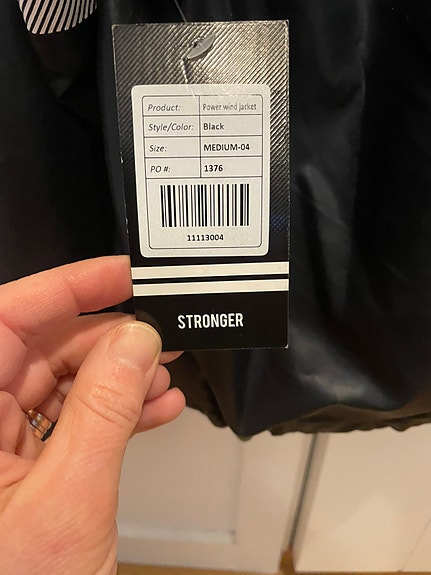 Product: Power wind jacket
Style/Color: Black
Size: MEDIUM-04
PO #: 1376
11113004
STRONGER